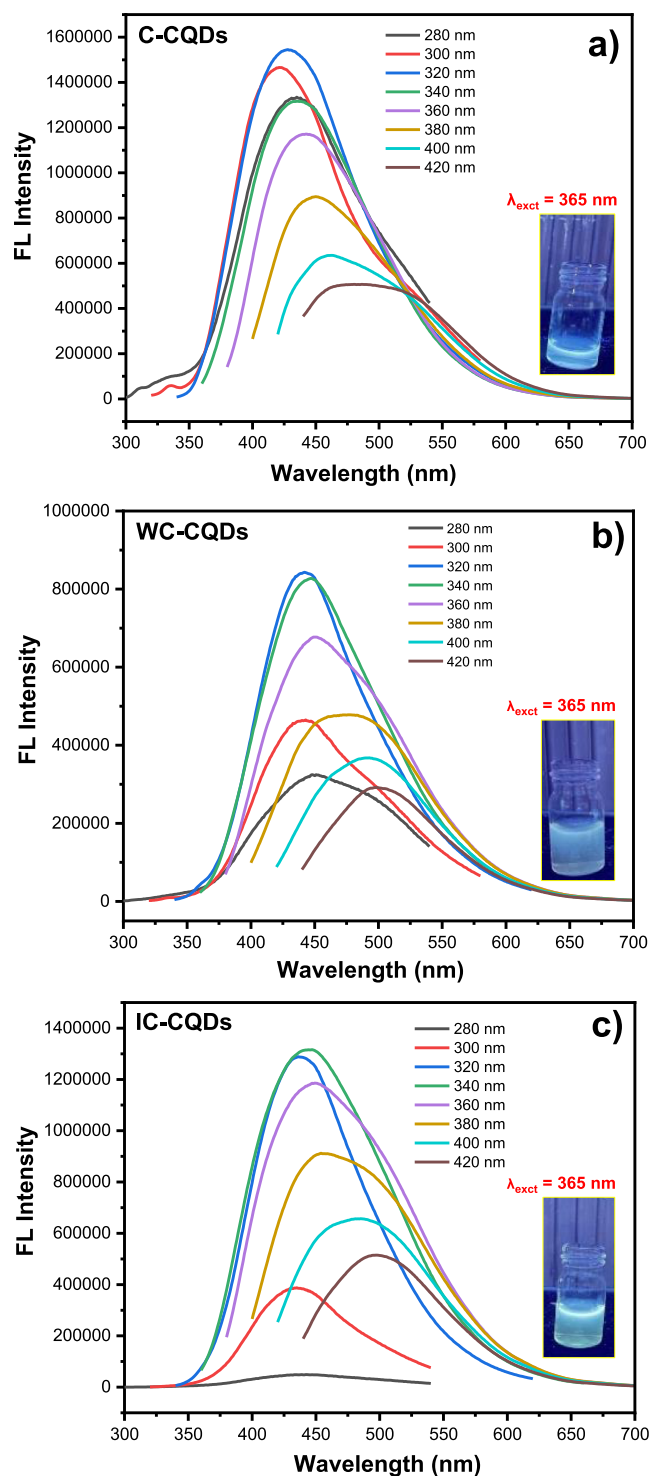 C-CQDs
a)
280 nm
300 nm
320 nm
340 nm
360 nm
380 nm
400 nm
420 nm
λexct = 365 nm
FL Intensity
1600000
1400000
1200000
1000000
800000
600000
400000
200000
0
300 350 400 450 500 550 600 650 700
Wavelength (nm)
WC-CQDs
b)
280 nm
300 nm
320 nm
340 nm
360 nm
380 nm
400 nm
420 nm
λexct = 365 nm
FL Intensity
1000000
800000
600000
400000
200000
0
300 350 400 450 500 550 600 650 700
Wavelength (nm)
IC-CQDs
c)
280 nm
300 nm
320 nm
340 nm
360 nm
380 nm
400 nm
420 nm
λexct = 365 nm
FL Intensity
1400000
1200000
1000000
800000
600000
400000
200000
0
300 350 400 450 500 550 600 650 700
Wavelength (nm)